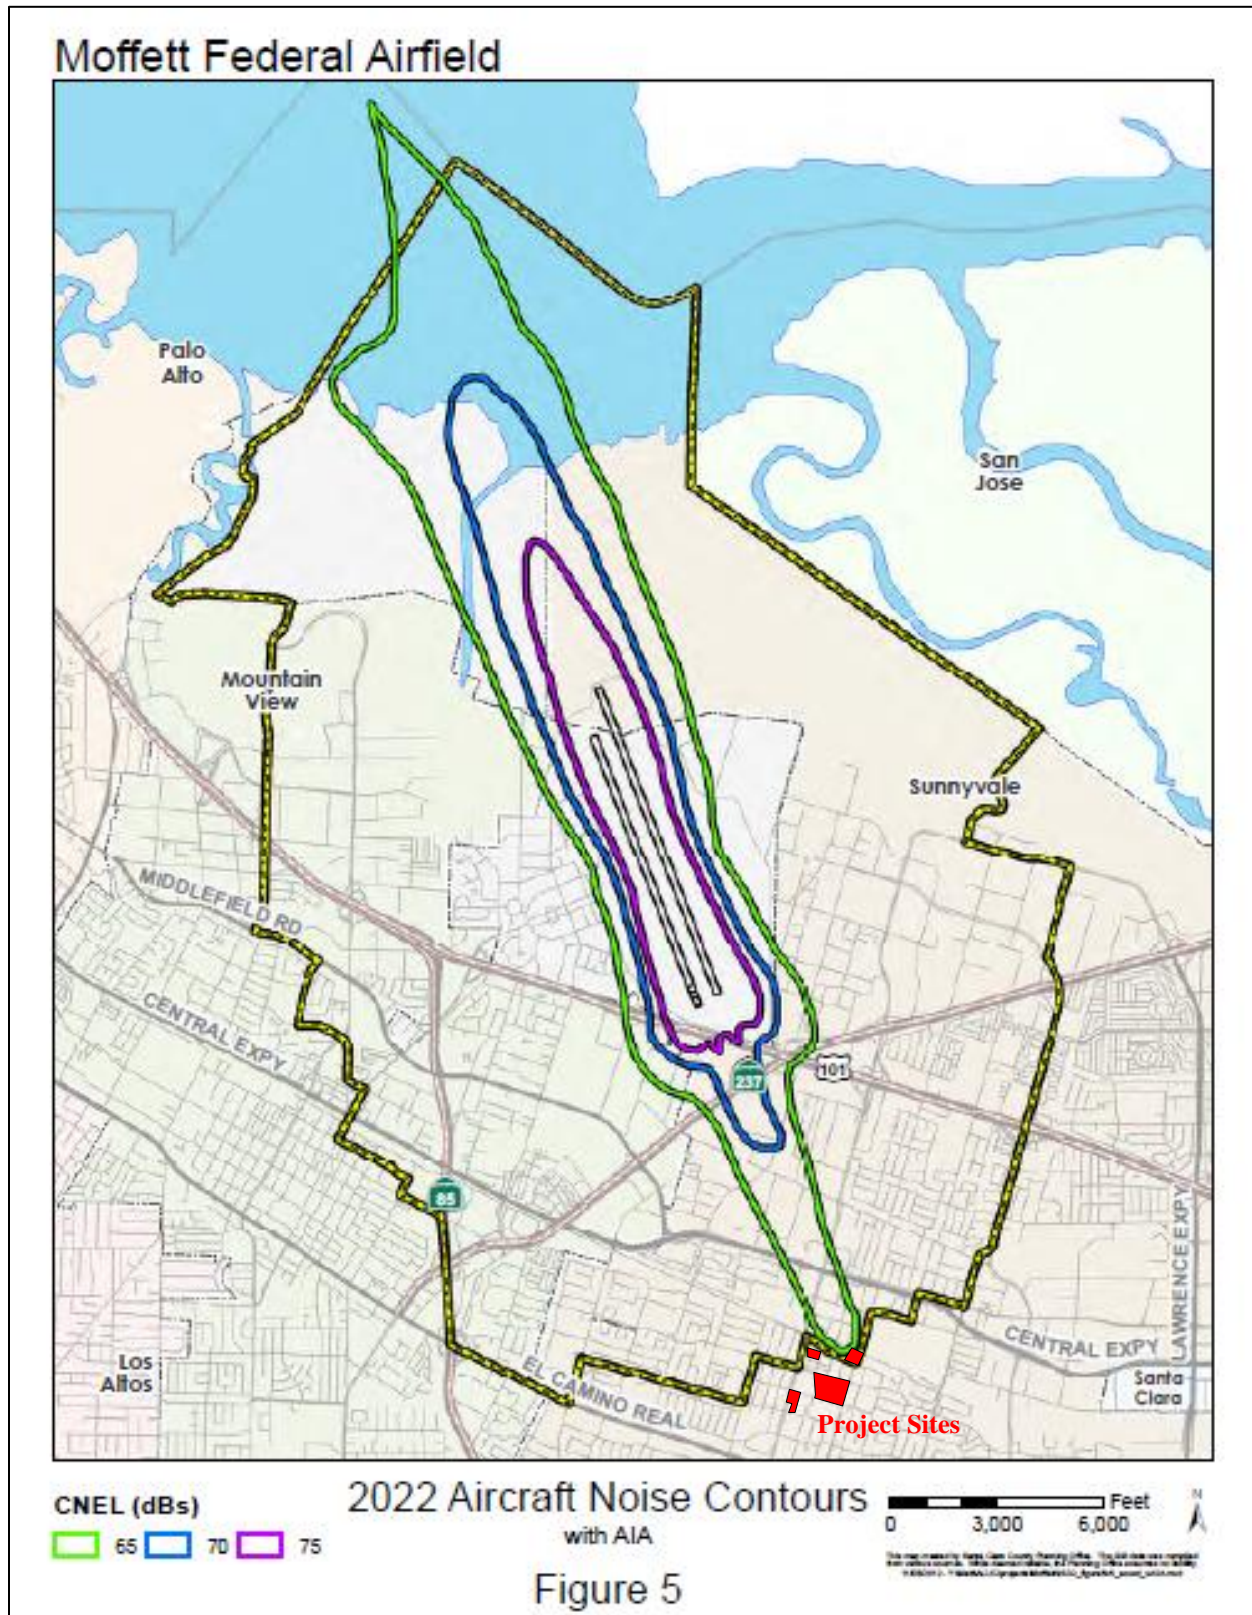 Moffett Federal Airfield
Palo
Alto
San
Jose
Mountain
View
Sunnyvale
MIDDLEFIELD RD
CENTRAL EXPY
101
237
85
LAWRENCE EXPY
CENTRAL EXPY
Los
Altos
EL CAMINO REAL
Santa
Clara
Project Sites
CNEL (dBs)
65 70 75
2022 Aircraft Noise Contours
with AIA
Figure 5
Feet
0 3,000 6,000
N